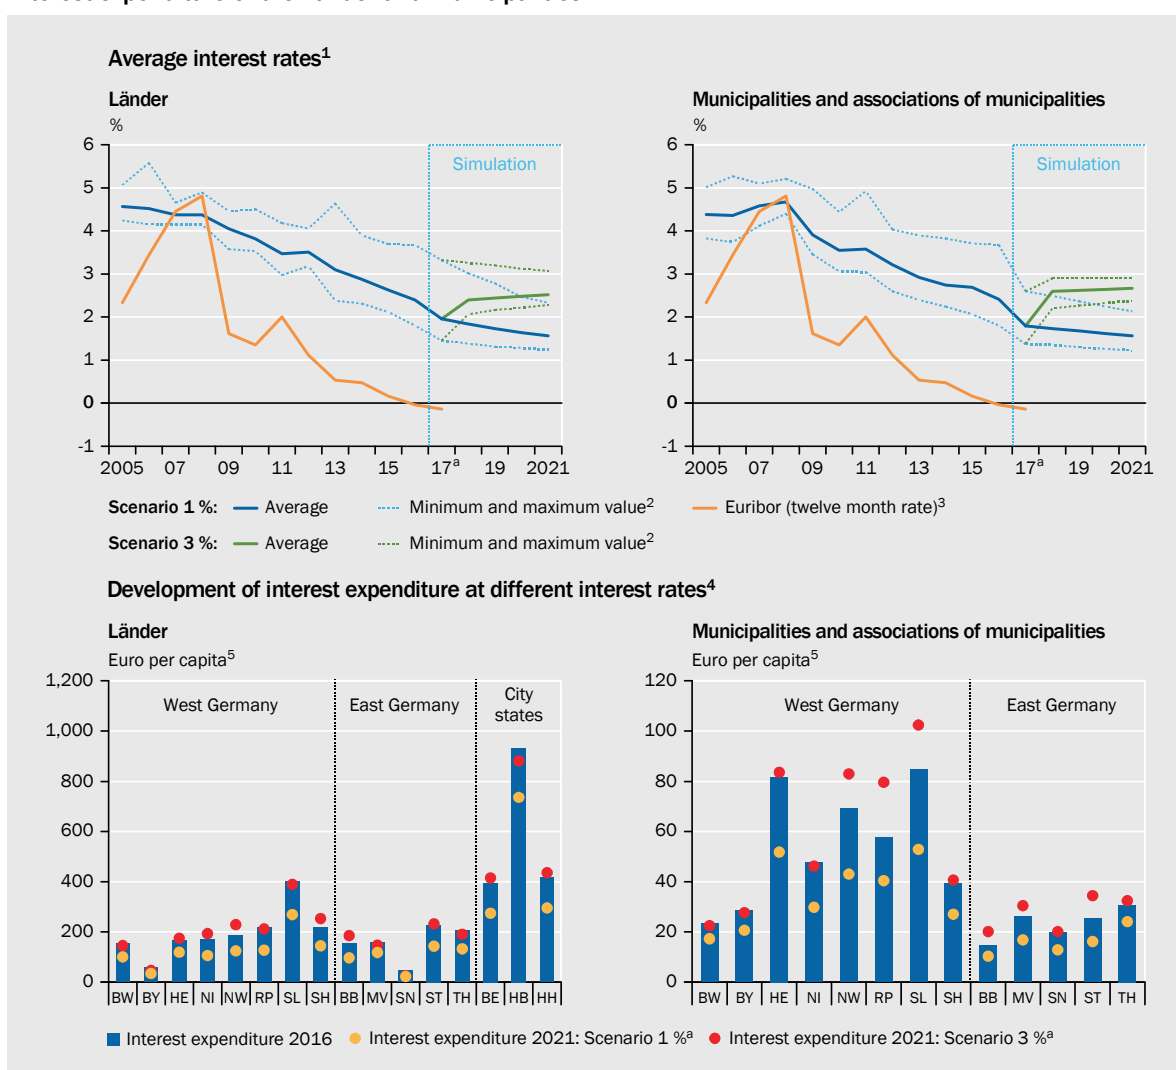 Average interest rates1
Länder
%
6
5
4
3
2
1
0
-1
Simulation
2005 07 09 11 13 15 17a 19 2021
Municipalities and associations of municipalities
%
6
5
4
3
2
1
0
-1
Simulation
2005 07 09 11 13 15 17a 19 2021
Scenario 1 %: Average Minimum and maximum value2 Euribor (twelve month rate)3
Scenario 3 %: Average Minimum and maximum value2
Development of interest expenditure at different interest rates4
Länder
Euro per capita5
1,200
1,000
800
600
400
200
0
West Germany East Germany City
states
BW BY HE NI NW RP SL SH BB MV SN ST TH BE HB HH
Municipalities and associations of municipalities
Euro per capita5
120
100
80
60
40
20
0
West Germany East Germany
BW BY HE NI NW RP SL SH BB MV SN ST TH
Interest expenditure 2016 Interest expenditure 2021: Scenario 1 %a Interest expenditure 2021: Scenario 3 %a